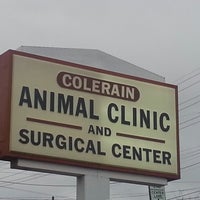 COLERAIN
ANIMAL CLINIC
AND
SURGICAL CENTER